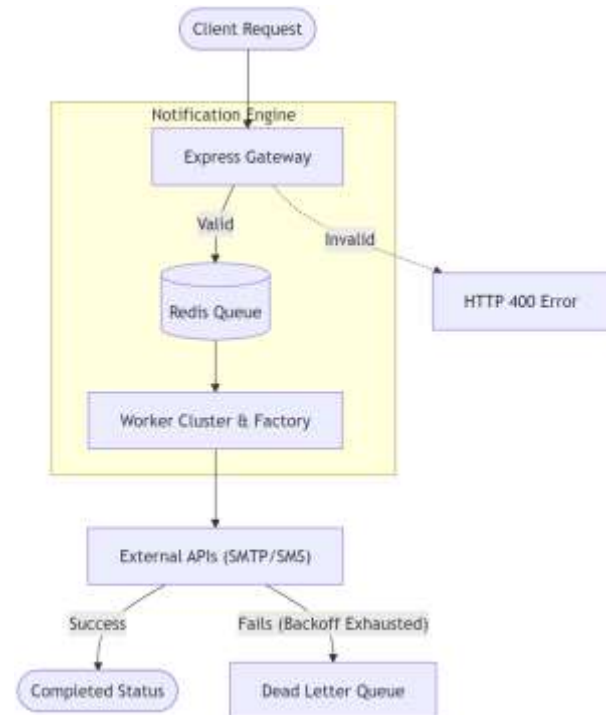 Client Request
Notification Engine
Express Gateway
Valid
Invalid
Redis Queue
HTTP 400 Error
Worker Cluster & Factory
External APIs (SMTP/SMS)
Success
Fails (Backoff Exhausted)
Completed Status
Dead Letter Queue